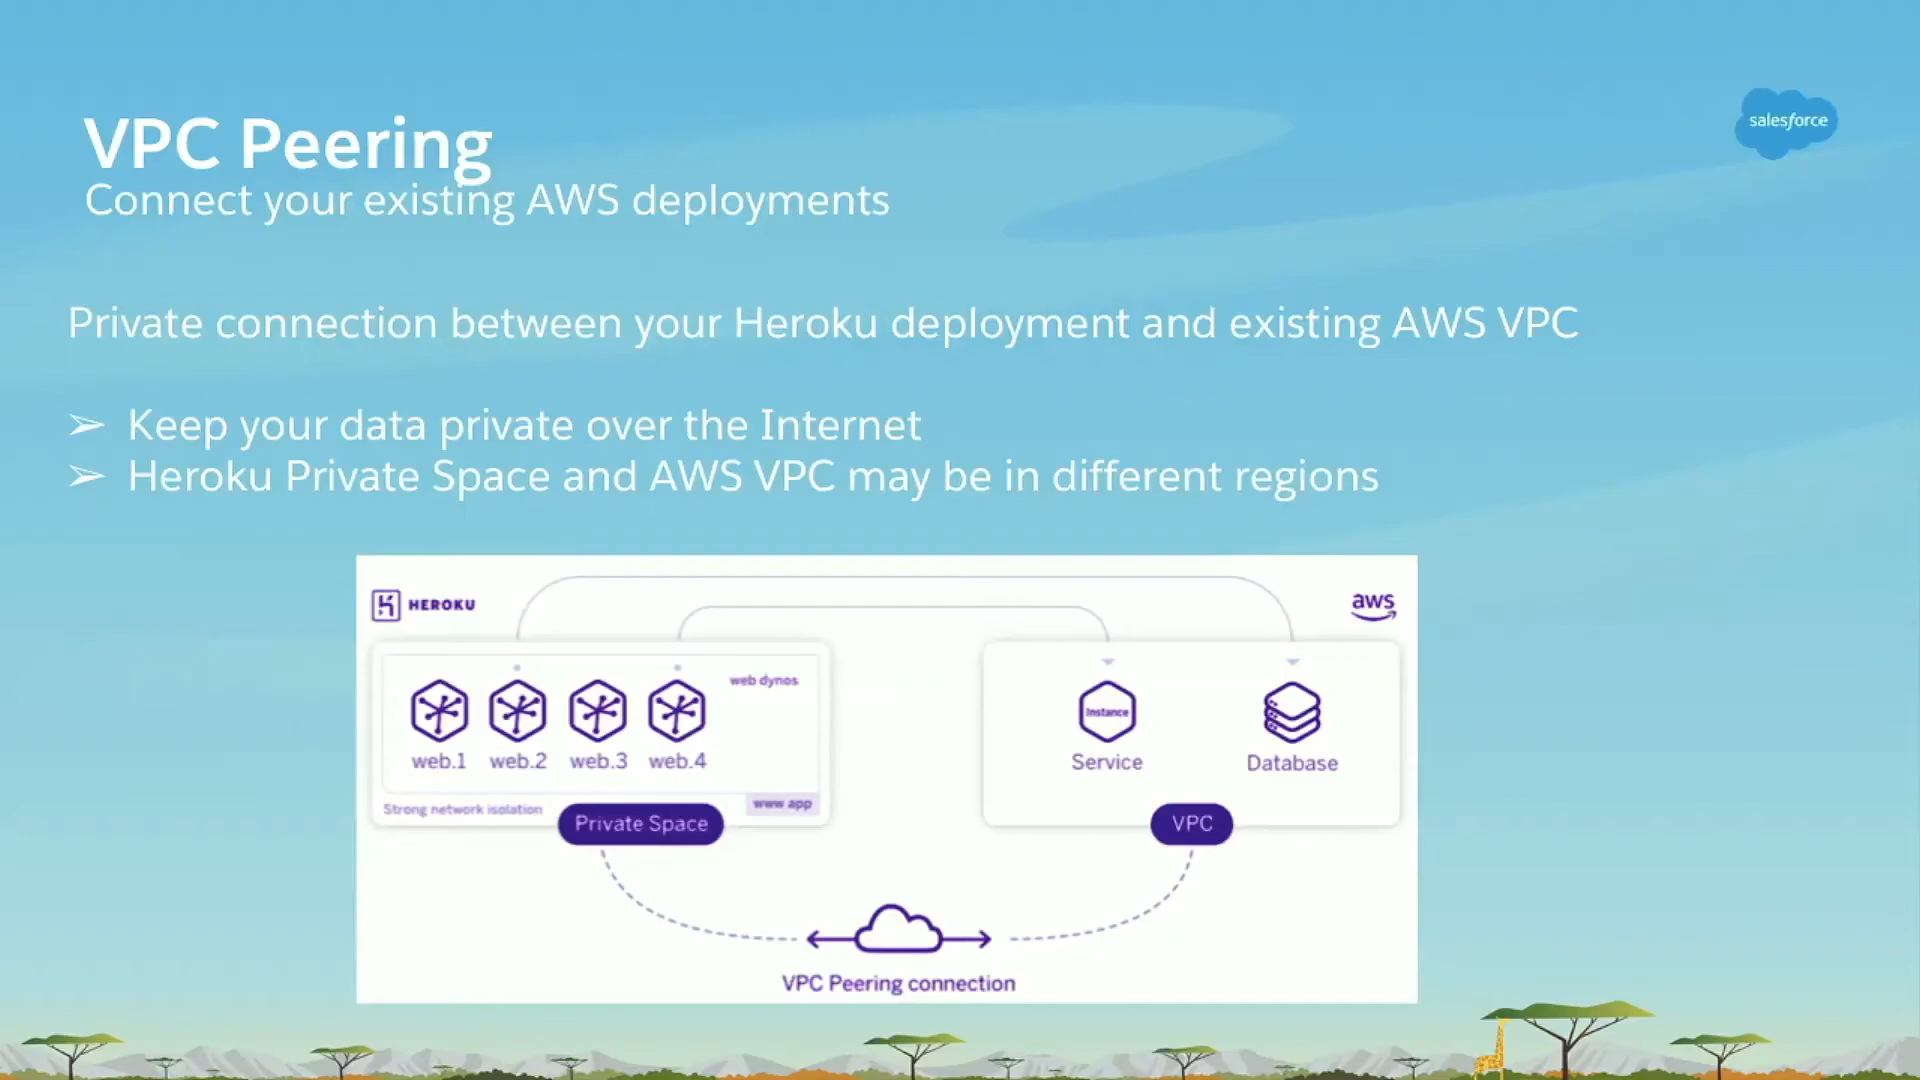 VPC Peering
salesforce
Connect your existing AWS deployments
Private connection between your Heroku deployment and existing AWS VPC
➢ Keep your data private over the Internet
➢ Heroku Private Space and AWS VPC may be in different regions
HEROKU
aws
web dynos
web.1 web.2 web.3 web.4
Strong network isolation
www app
Private Space
Instance
Service
Database
VPC
VPC Peering connection